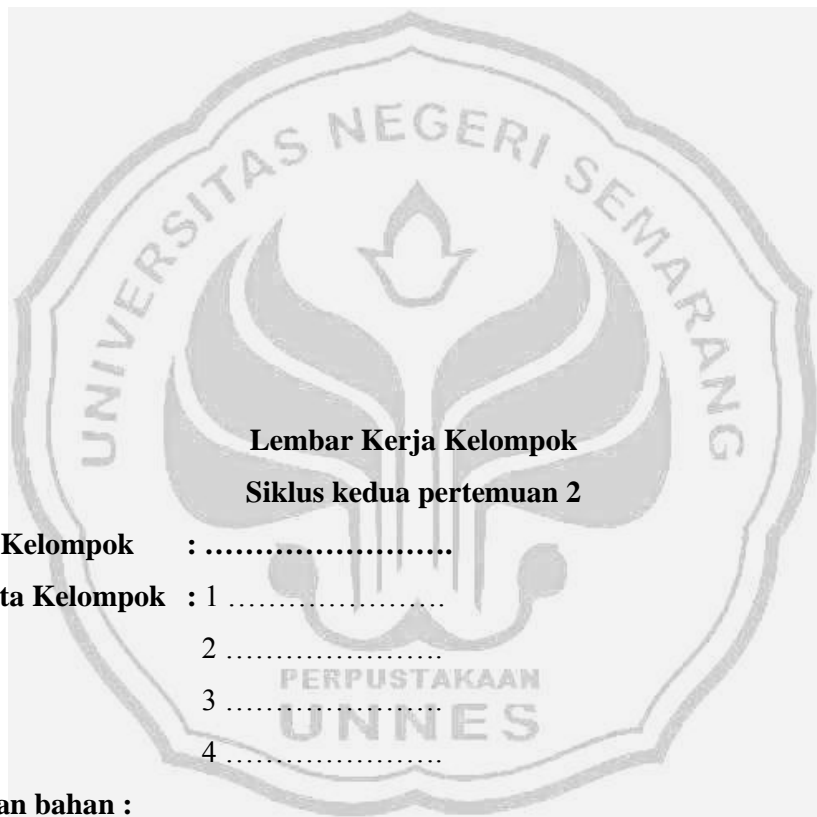 UNIVERSITAS NEGERI SEMARANG
Lembar Kerja Kelompok
Siklus kedua pertemuan 2
Kelompok : …………………….
ta Kelompok : 1 ………………….
2 ………………….
3 ………………….
4 ………………….
PERPUSTAKAAN
UNNES
an bahan :